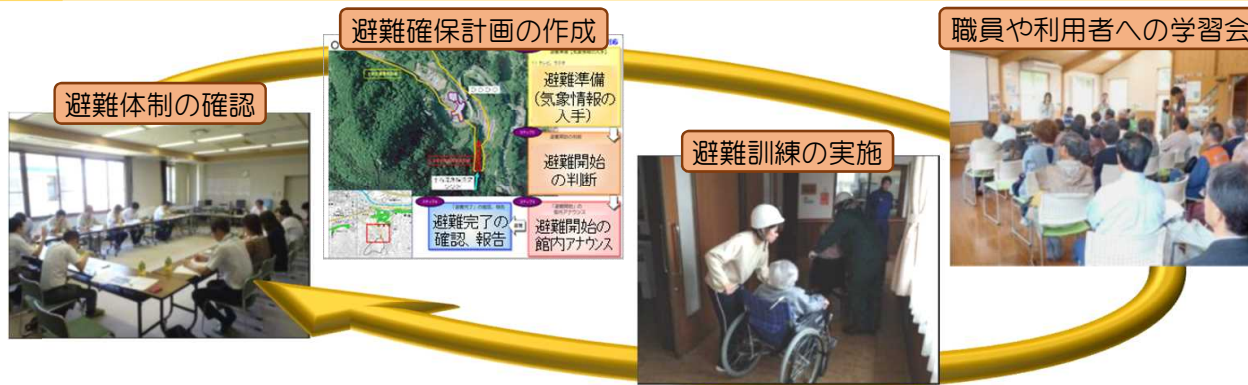 避難確保計画の作成
職員や利用者への学習会
避難体制の確認
避難準備
(気象情報の
入手)
避難訓練の実施
避難開始
の判断
避難完了の
確認、報告
避難開始の
館内アナウンス